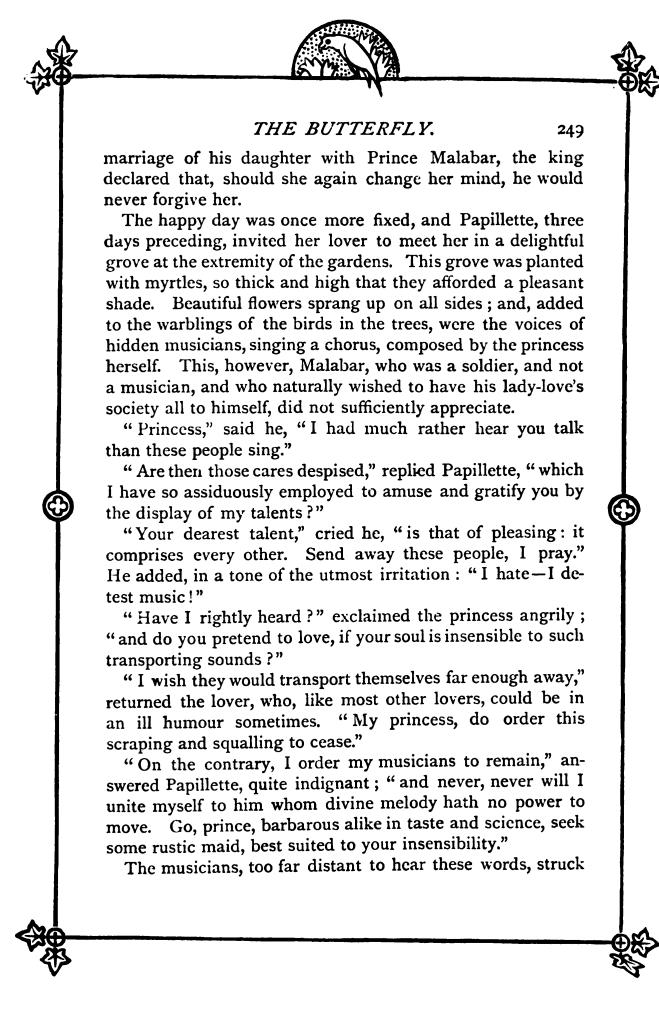 THE BUTTERFLY. 249
marriage of his daughter with Prince Malabar, the king
declared that, should she again change her mind, he would
never forgive her.
The happy day was once more fixed, and Papillette, three
days preceding, invited her lover to meet her in a delightful
grove at the extremity of the gardens. This grove was planted
with myrtles, so thick and high that they afforded a pleasant
shade. Beautiful flowers sprang up on all sides ; and, added
to the warblings of the birds in the trees, were the voices of
hidden musicians, singing a chorus, composed by the princess
herself. This, however, Malabar, who was a soldier, and not
a musician, and who naturally wished to have his lady-love’s
society all to himself, did not sufficiently appreciate.
“ Princess,” said he, “ I had much rather hear you talk
than these people sing.”
“ Are then those cares despised,” replied Papillette, “ which
I have so assiduously employed to amuse and gratify you by
the display of my talents ? ”
“ Your dearest talent,” cried he, “ is that of pleasing : it
comprises every other. Send away these people, I pray.”
He added, in a tone of the utmost irritation : “ I hate—I de-
test music ! ”
“ Have I rightly heard ? ” exclaimed the princess angrily ;
“ and do you pretend to love, if your soul is insensible to such
transporting sounds ? ”
“ I wish they would transport themselves far enough away,”
returned the lover, who, like most other lovers, could be in
an ill humour sometimes. “ My princess, do order this
scraping and squalling to cease.”
“ On the contrary, I order my musicians to remain,” an-
swered Papillette, quite indignant ; “ and never, never will I
unite myself to him whom divine melody hath no power to
move. Go, prince, barbarous alike in taste and science, seek
some rustic maid, best suited to your insensibility.”
The musicians, too far distant to hear these words, struck